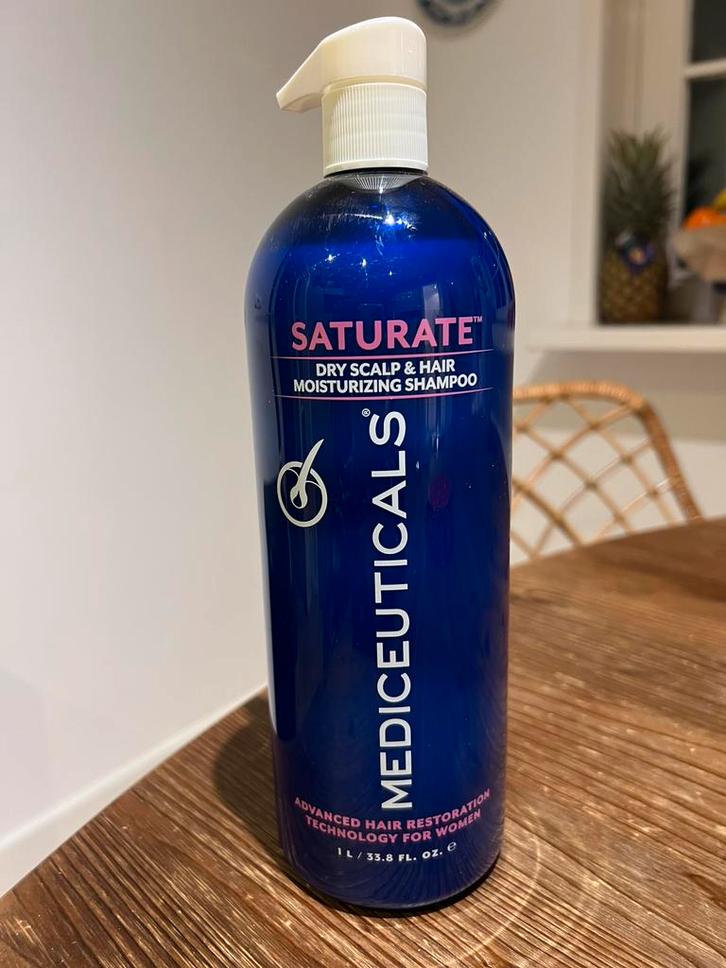 SATURATE™
DRY SCALP & HAIR
MOISTURIZING SHAMPOO
MEDICEUTICALS®
ADVANCED HAIR RESTORATION
TECHNOLOGY FOR WOMEN
1 L / 33.8 FL. OZ. ℮